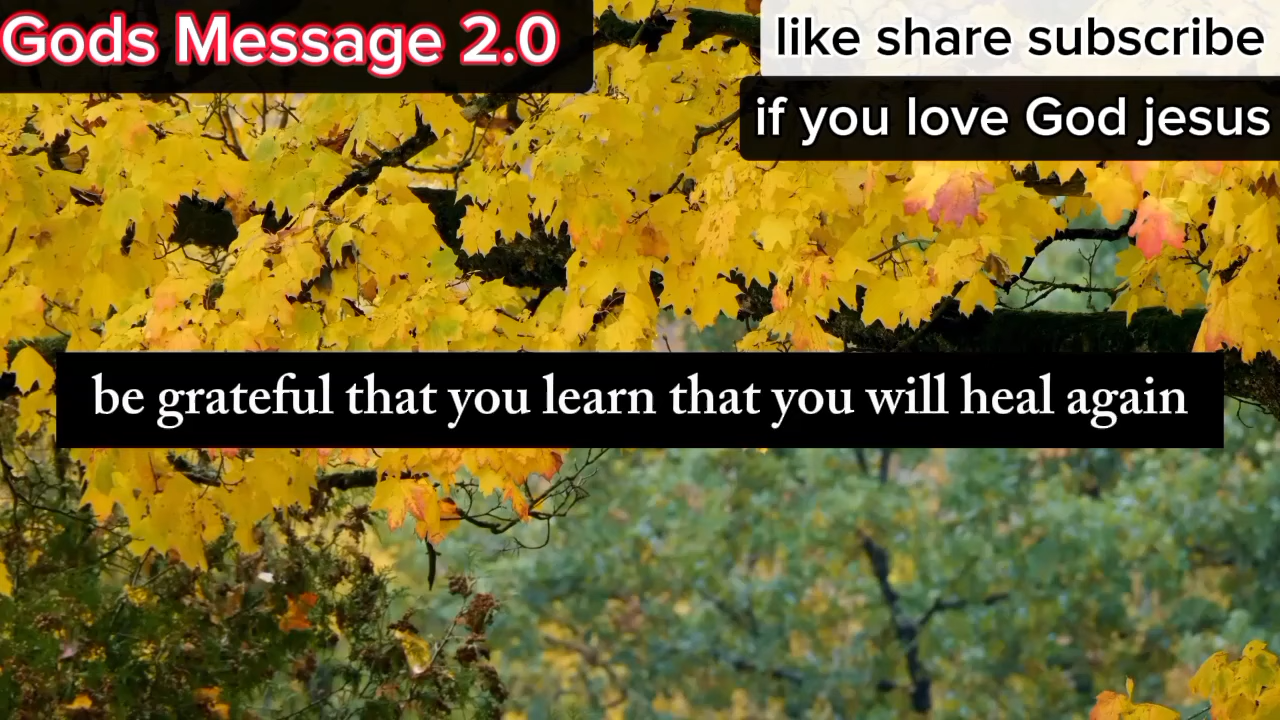 Gods Message 2.0
like share subscribe
if you love God jesus
be grateful that you learn that you will heal again